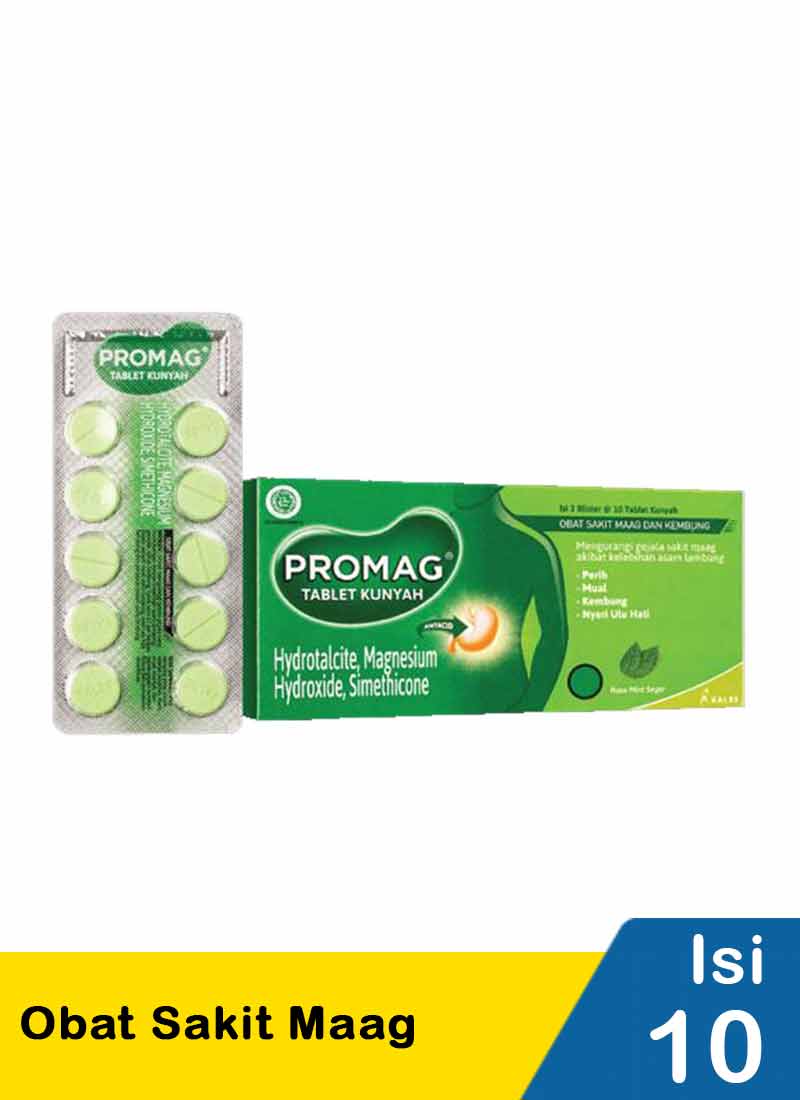 PROMAG®
TABLET KUNYAH
HYDROTALCITE, MAGNESIUM
HYDROXIDE, SIMETHICONE
PROMAG®
TABLET KUNYAH
ANTACID
Hydrotalcite, Magnesium
Hydroxide, Simethicone
Isi 3 Blister @ 10 Tablet Kunyah
OBAT SAKIT MAAG DAN KEMBUNG
Mengurangi gejala sakit maag
akibat kelebihan asam lambung
- Perih
- Mual
- Kembung
- Nyeri Ulu Hati
Rasa Mint Segar
KALBE
Obat Sakit Maag
Isi
10